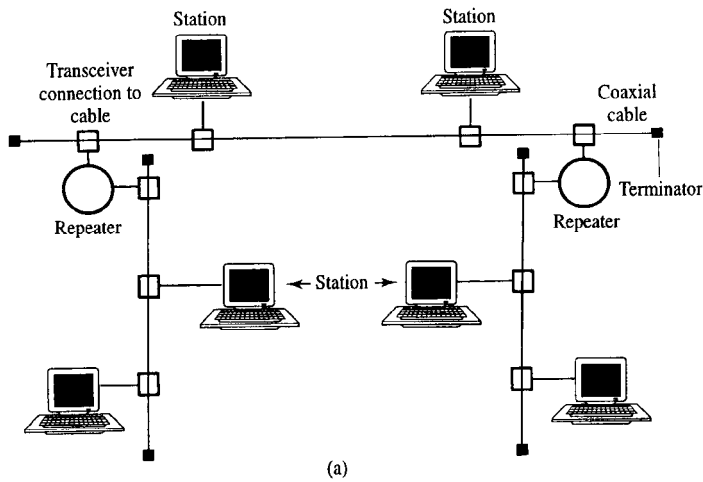 Station
Station
Transceiver
connection to
cable
Coaxial
cable
Terminator
Repeater
Repeater
Station
(a)